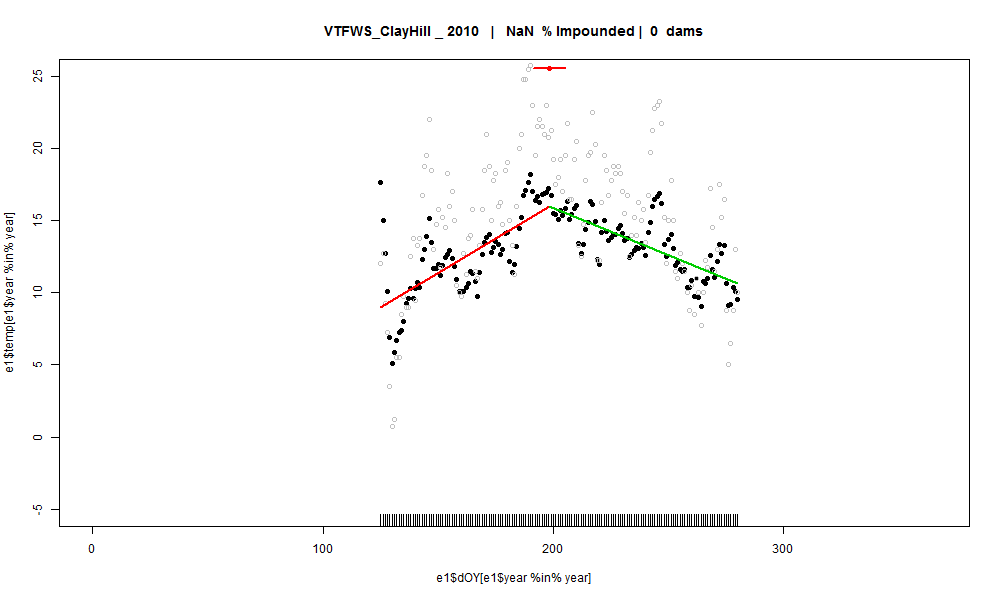 VTFWS_ClayHill _ 2010 | NaN % Impounded | 0 dams
25
20
15
10
5
0
-5
e1$temp[e1$year %in% year]
0 100 200 300
e1$dOY[e1$year %in% year]